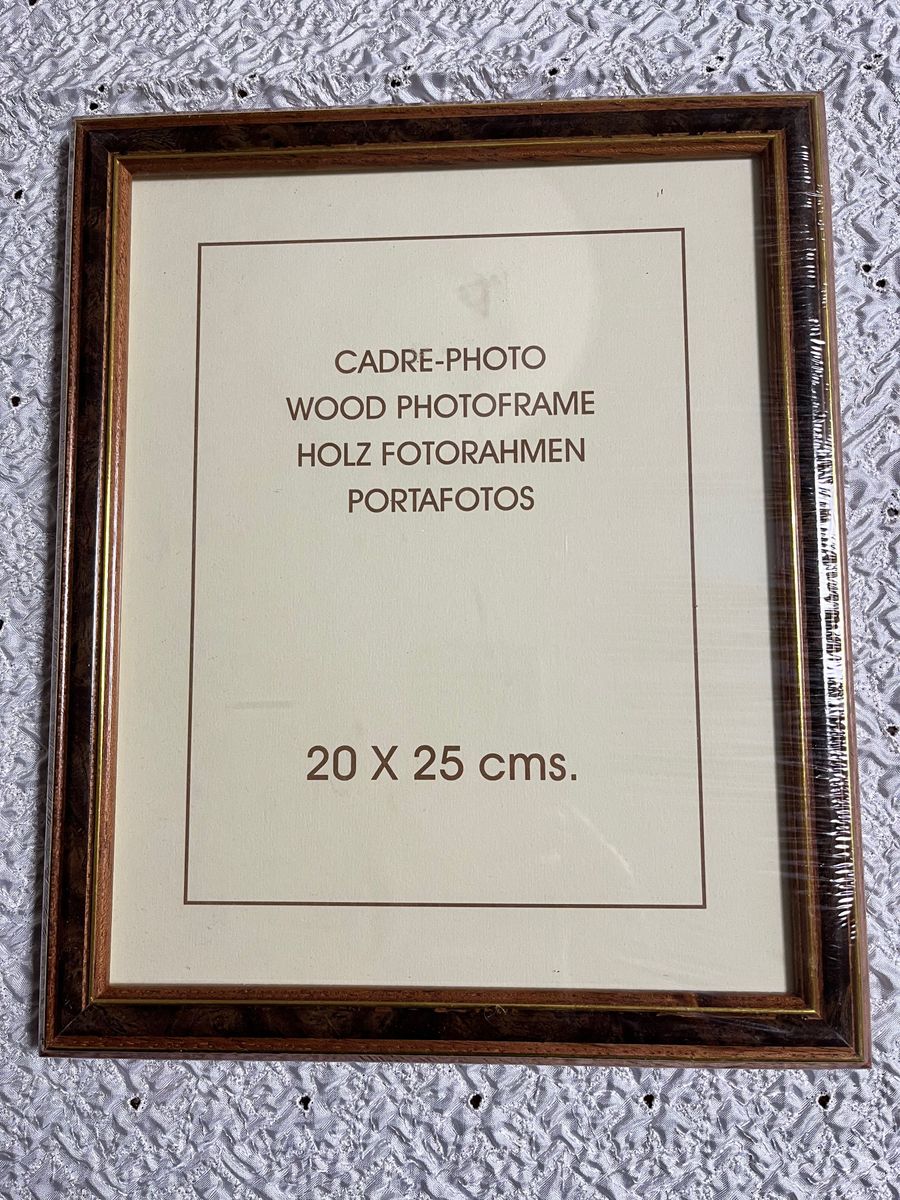 CADRE-PHOTO
WOOD PHOTOFRAME
HOLZ FOTORAHMEN
PORTAFOTOS
20 X 25 cms.